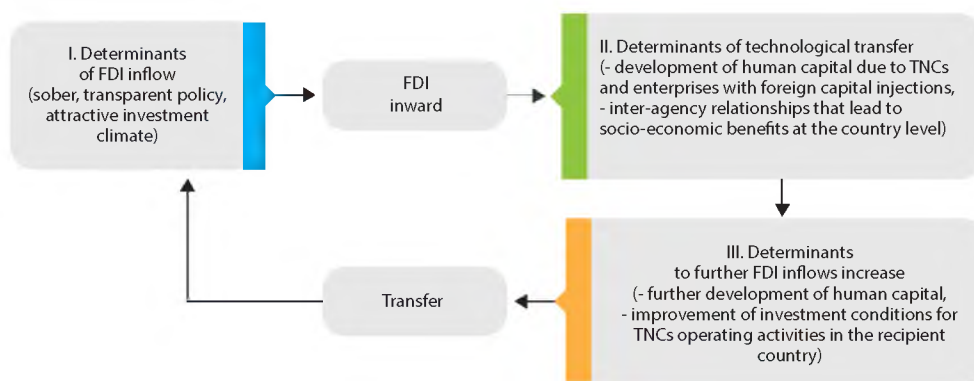 I. Determinants
of FDI inflow
(sober, transparent policy,
attractive investment
climate)
FDI
inward
II. Determinants of technological transfer
(- development of human capital due to TNCs
and enterprises with foreign capital injections,
- inter-agency relationships that lead to
socio-economic benefits at the country level)
III. Determinants
to further FDI inflows increase
(- further development of human capital,
- improvement of investment conditions for
TNCs operating activities in the recipient
country)
Transfer